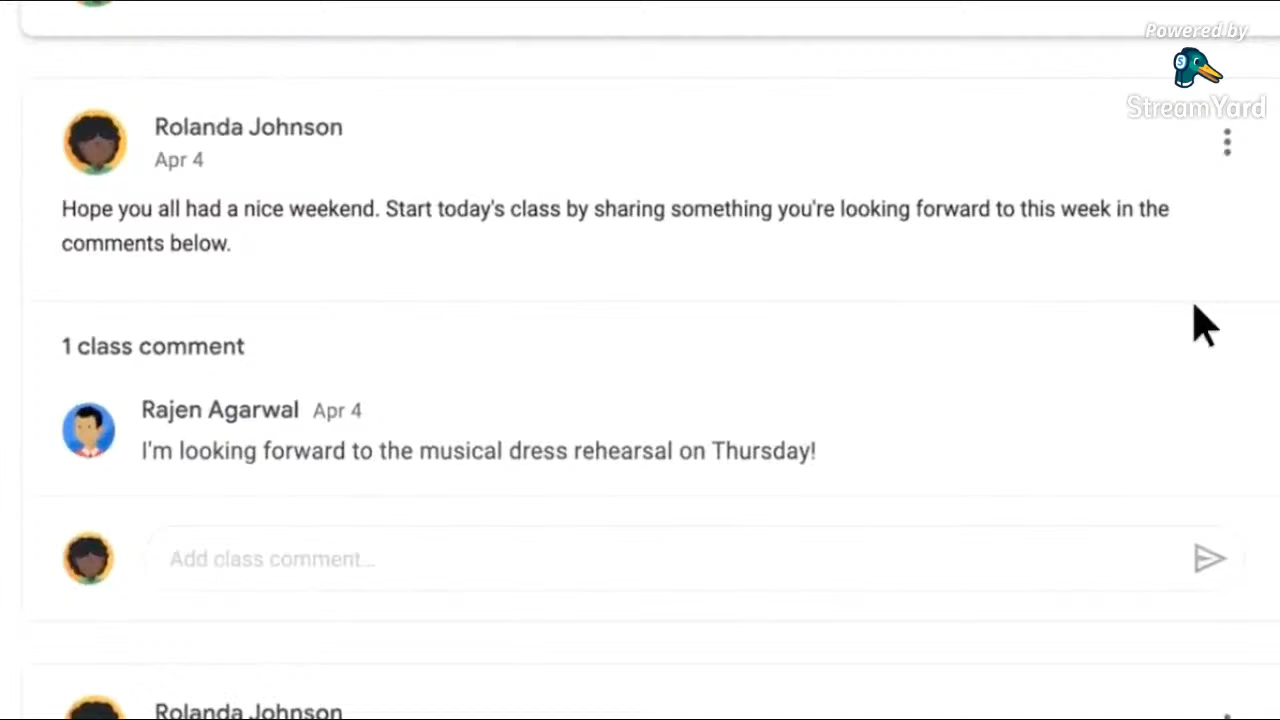 Powered by
StreamYard
Rolanda Johnson
Apr 4
Hope you all had a nice weekend. Start today's class by sharing something you're looking forward to this week in the
comments below.
1 class comment
Rajen Agarwal Apr 4
I'm looking forward to the musical dress rehearsal on Thursday!
Add class comment...
Rolanda Johnson